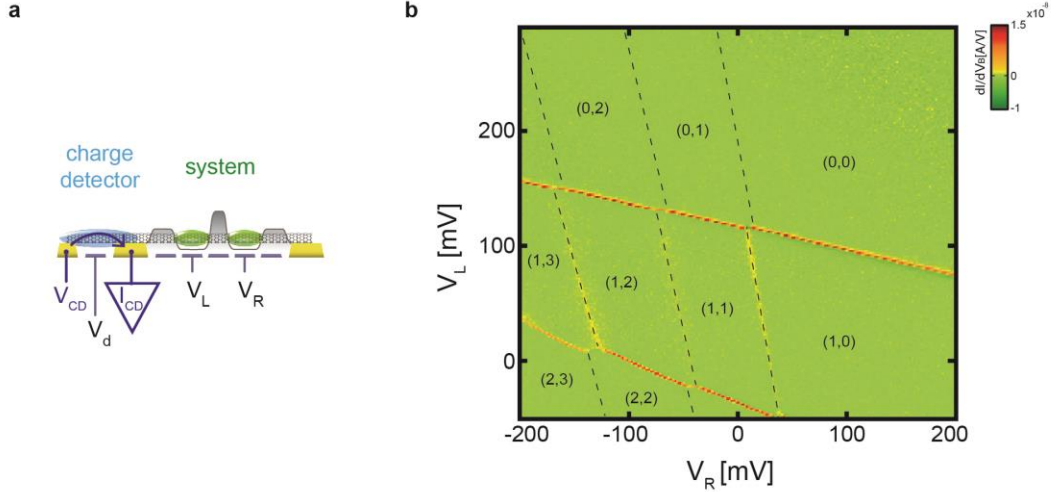 a
charge
detector
system
V_CD
I_CD
V_d
V_L
V_R
b
x10^-8
1.5
0
-1
dI/dV_B[A/V]
200
100
0
V_L [mV]
(0,2)
(0,1)
(0,0)
(1,3)
(1,2)
(1,1)
(1,0)
(2,3)
(2,2)
-200
-100
0
100
200
V_R [mV]